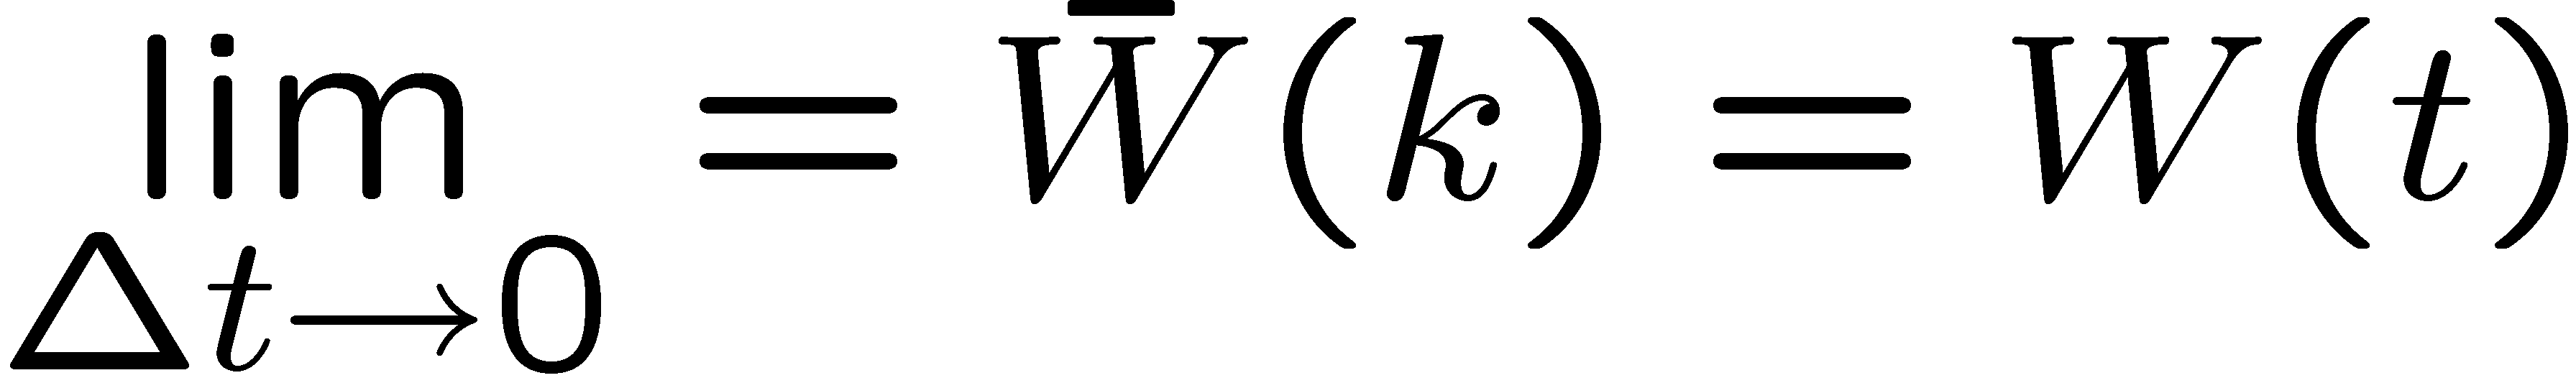 lim = W̄(k) = W(t)
Δt→0